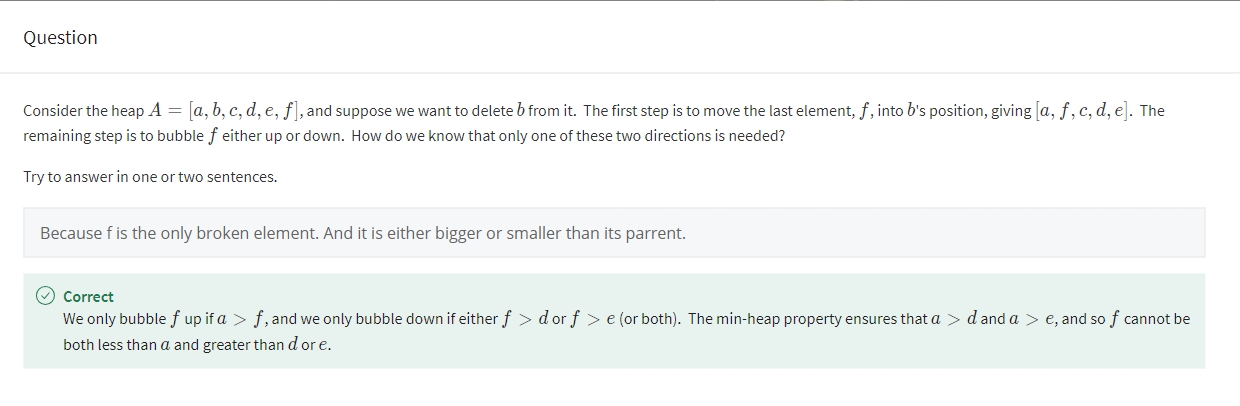 Question
Consider the heap A = [a, b, c, d, e, f], and suppose we want to delete b from it. The first step is to move the last element, f, into b's position, giving [a, f, c, d, e]. The
remaining step is to bubble f either up or down. How do we know that only one of these two directions is needed?
Try to answer in one or two sentences.
Because f is the only broken element. And it is either bigger or smaller than its parrent.
Correct
We only bubble f up if a > f, and we only bubble down if either f > d or f > e (or both). The min-heap property ensures that a > d and a > e, and so f cannot be
both less than a and greater than d or e.